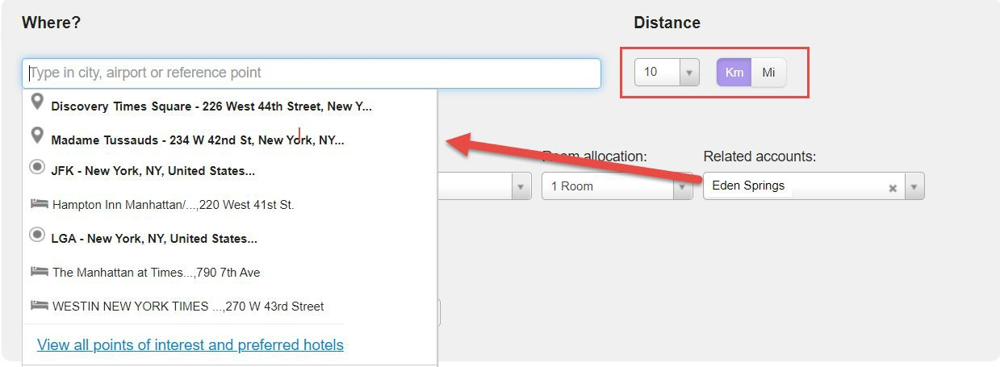 Where?
Distance
Type in city, airport or reference point
10
Km
Mi
Discovery Times Square - 226 West 44th Street, New Y...
Madame Tussauds - 234 W 42nd St, New York, NY...
Room allocation:
Related accounts:
JFK - New York, NY, United States...
1 Room
Eden Springs
Hampton Inn Manhattan/...,220 West 41st St.
LGA - New York, NY, United States...
The Manhattan at Times...,790 7th Ave
WESTIN NEW YORK TIMES ...,270 W 43rd Street
View all points of interest and preferred hotels